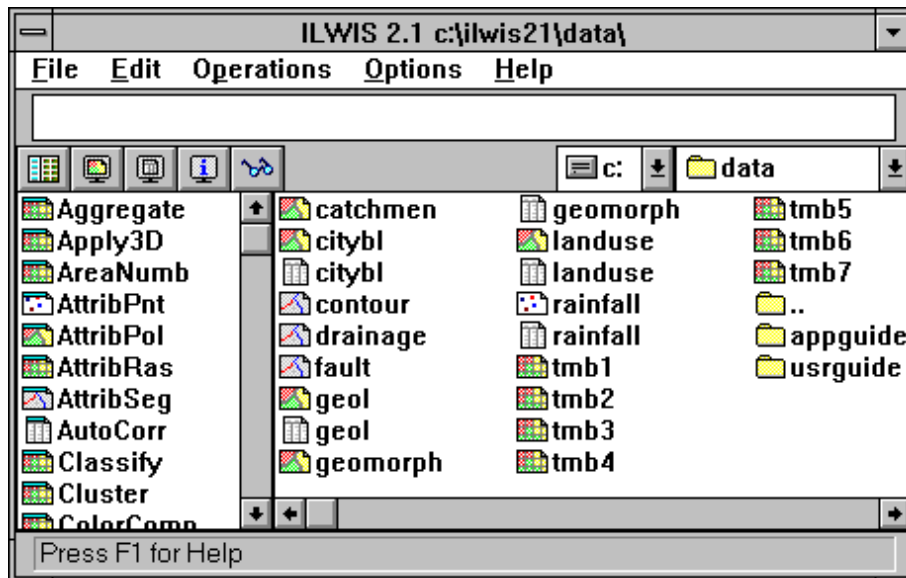 ILWIS 2.1 c:\ilwis21\data\
File Edit Operations Options Help
c: data
Aggregate
Apply3D
AreaNumb
AttribPnt
AttribPol
AttribRas
AttribSeg
AutoCorr
Classify
Cluster
ColorComp
catchmen
citybl
citybl
contour
drainage
fault
geol
geol
geomorph
geomorph
landuse
landuse
rainfall
rainfall
tmb1
tmb2
tmb3
tmb4
tmb5
tmb6
tmb7
..
appguide
usrguide
Press F1 for Help